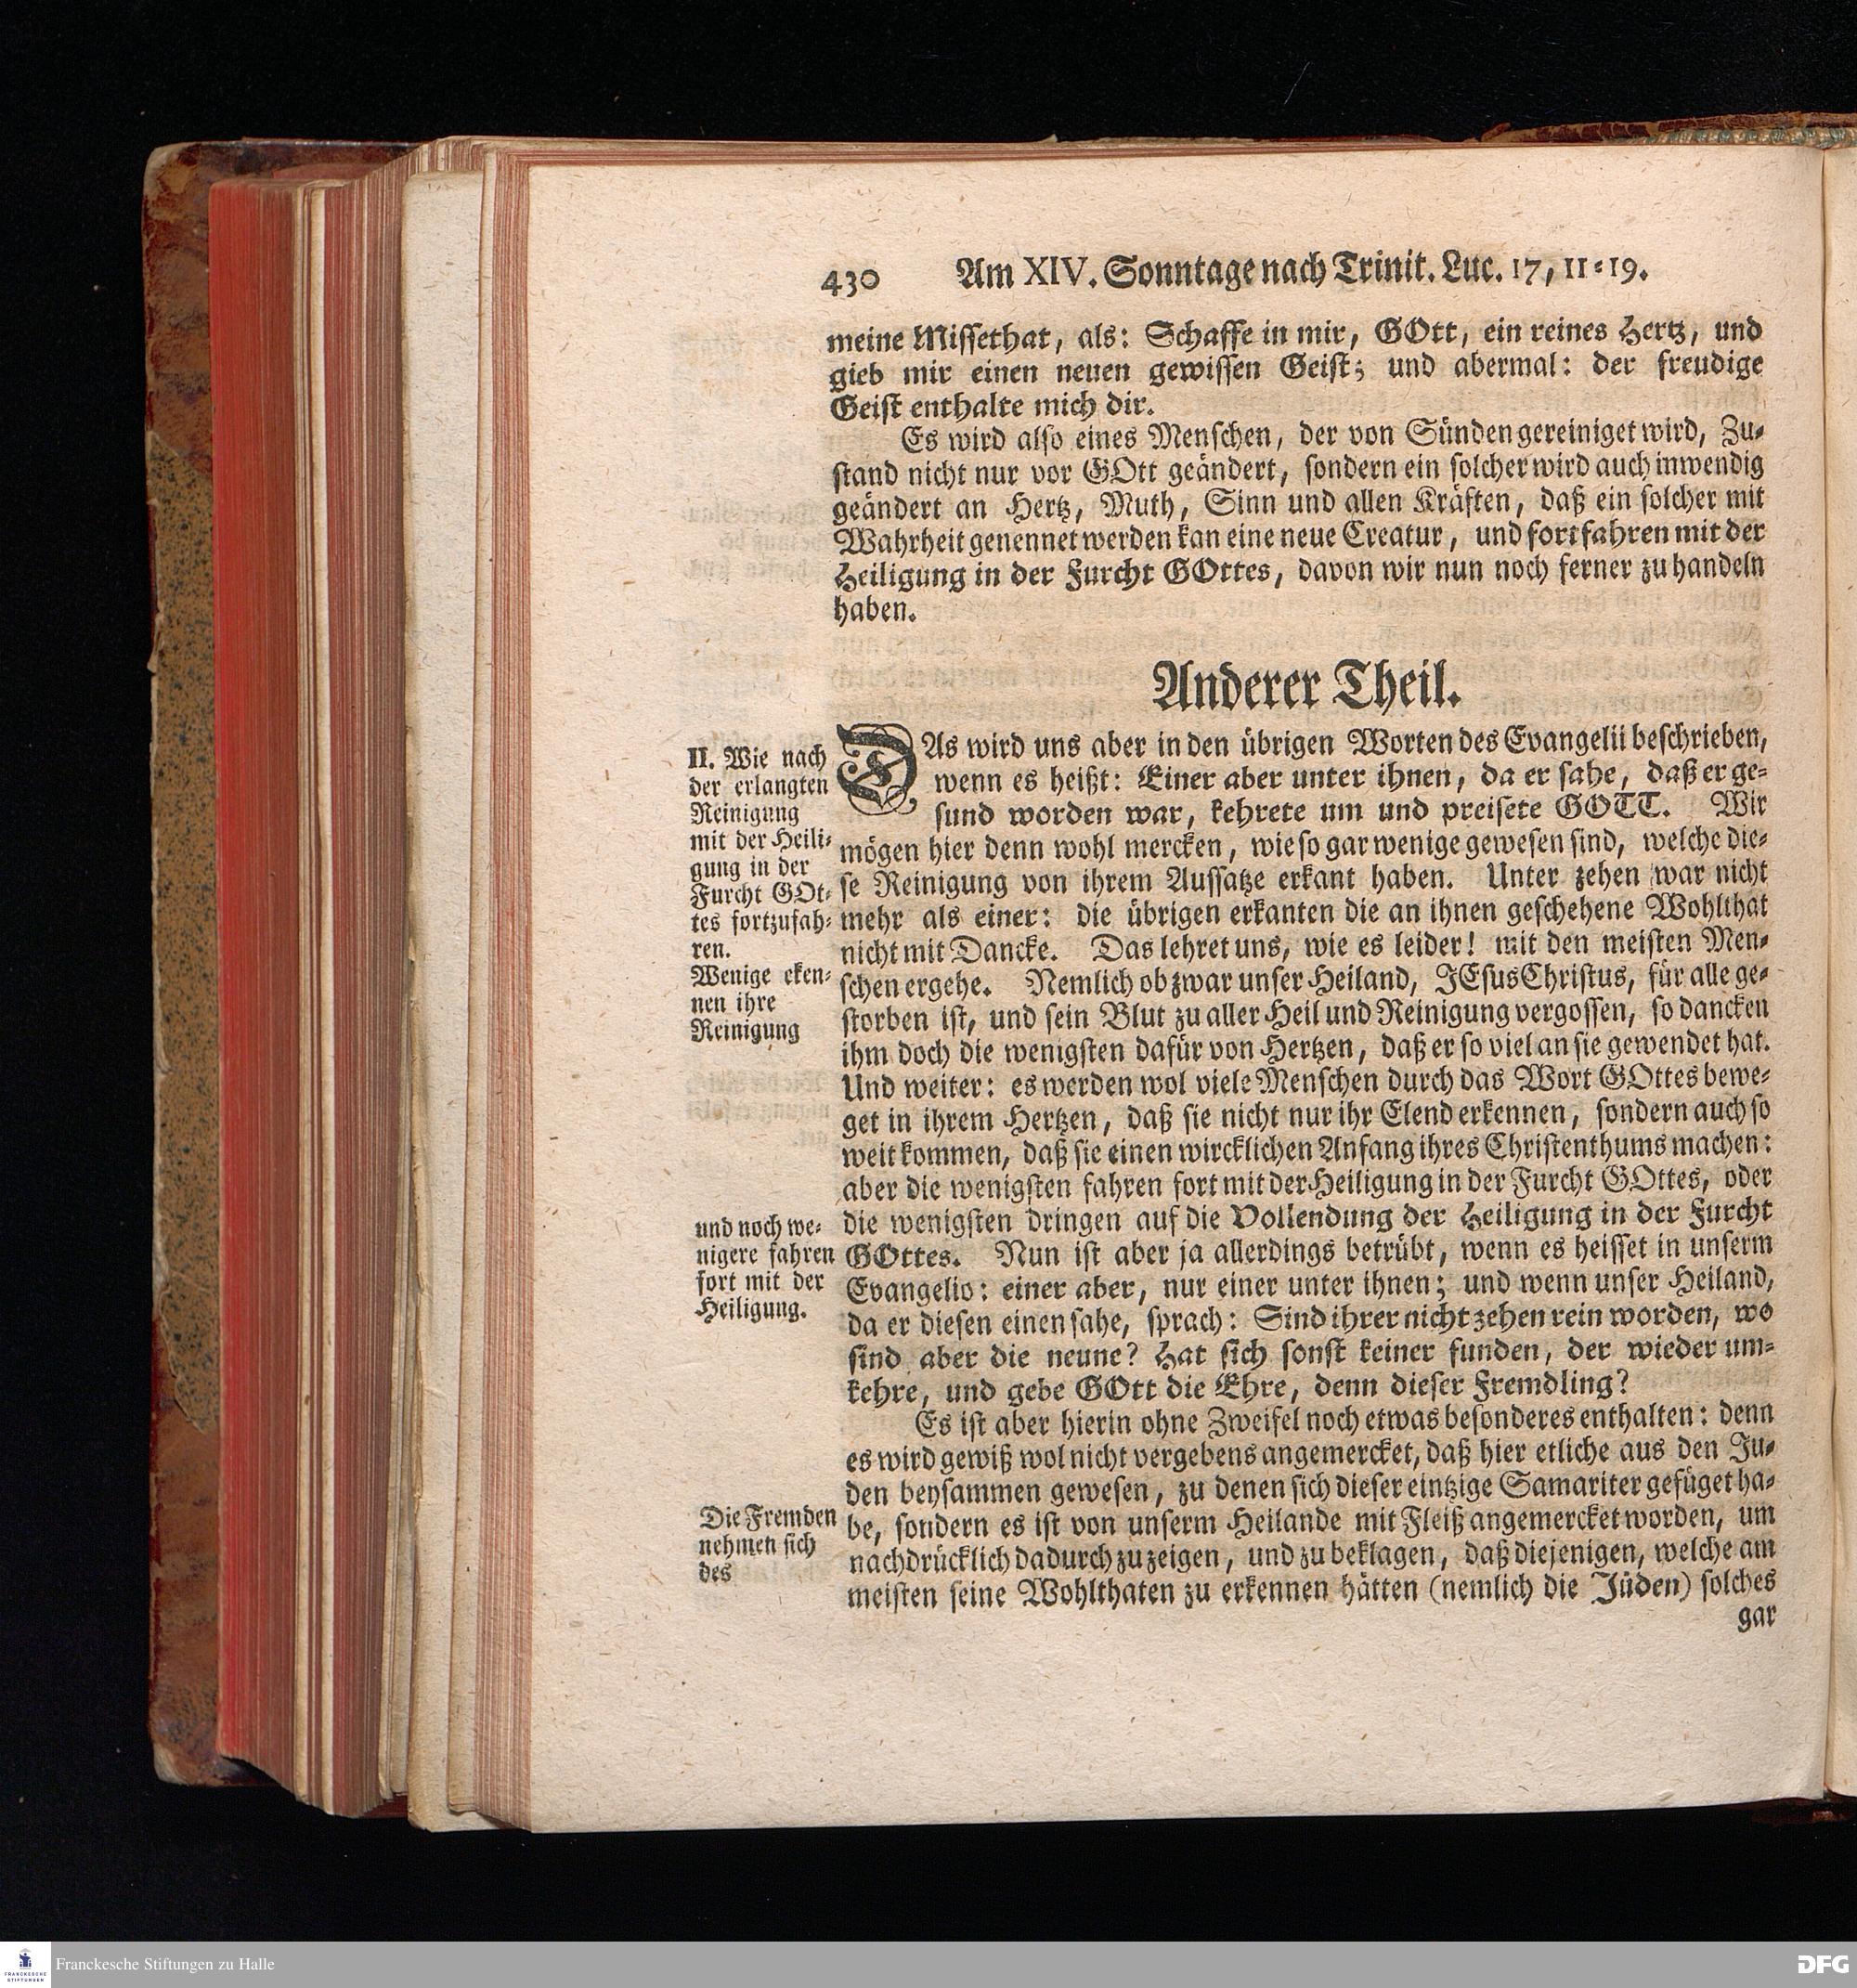 430 Am XIV. Sonntage nach Trinit. Luc. 17, 11-19.
meine Missethat, als: Schaffe in mir, GOtt, ein reines Hertz, und
gieb mir einen neuen gewissen Geist; und abermal: der freudige
Geist enthalte mich dir.
Es wird also eines Menschen, der von Sünden gereiniget wird, Zu-
stand nicht nur vor GOtt geändert, sondern ein solcher wird auch inwendig
geändert an Hertz, Muth, Sinn und allen Kräften, daß ein solcher mit
Wahrheit genennet werden kan eine neue Creatur, und fortfahren mit der
Heiligung in der Furcht GOttes, davon wir nun noch ferner zu handeln
haben.
Anderer Theil.
II. Wie nach
der erlangten
Reinigung
mit der Heili-
gung in der
Furcht GOt-
tes fortzufah-
ren.
Wenige eken-
nen ihre
Reinigung
DAs wird uns aber in den übrigen Worten des Evangelii beschrieben,
wenn es heißt: Einer aber unter ihnen, da er sahe, daß er ge-
sund worden war, kehrete um und preisete GOTT. Wir
mögen hier denn wohl mercken, wie so gar wenige gewesen sind, welche die-
se Reinigung von ihrem Aussatze erkant haben. Unter zehen war nicht
mehr als einer: die übrigen erkanten die an ihnen geschehene Wohlthat
nicht mit Dancke. Das lehret uns, wie es leider! mit den meisten Men-
schen ergehe. Nemlich ob zwar unser Heiland, JEsus Christus, für alle ge-
storben ist, und sein Blut zu aller Heil und Reinigung vergossen, so dancken
ihm doch die wenigsten dafür von Hertzen, daß er so viel an sie gewendet hat.
Und weiter: es werden wol viele Menschen durch das Wort GOttes bewe-
get in ihrem Hertzen, daß sie nicht nur ihr Elend erkennen, sondern auch so
weit kommen, daß sie einen wircklichen Anfang ihres Christenthums machen:
aber die wenigsten fahren fort mit der Heiligung in der Furcht GOttes, oder
die wenigsten dringen auf die Vollendung der Heiligung in der Furcht
GOttes. Nun ist aber ja allerdings betrübt, wenn es heisset in unserm
Evangelio: einer aber, nur einer unter ihnen; und wenn unser Heiland,
da er diesen einen sahe, sprach: Sind ihrer nicht zehen rein worden, wo
sind aber die neune? Hat sich sonst keiner funden, der wieder um-
kehre, und gebe GOtt die Ehre, denn dieser Fremdling?
und noch we-
nigere fahren
fort mit der
Heiligung.
Es ist aber hierin ohne Zweifel noch etwas besonderes enthalten: denn
es wird gewiß wol nicht vergebens angemercket, daß hier etliche aus den Ju-
den beysammen gewesen, zu denen sich dieser eintzige Samariter gefüget ha-
be, sondern es ist von unserm Heilande mit Fleiß angemercket worden, um
nachdrücklich dadurch zu zeigen, und zu beklagen, daß diejenigen, welche am
meisten seine Wohlthaten zu erkennen hätten (nemlich die Jüden) solches
Die Fremden
nehmen sich
des
gar
FRANCKESCHE
STIFTUNGEN
Franckesche Stiftungen zu Halle
DFG